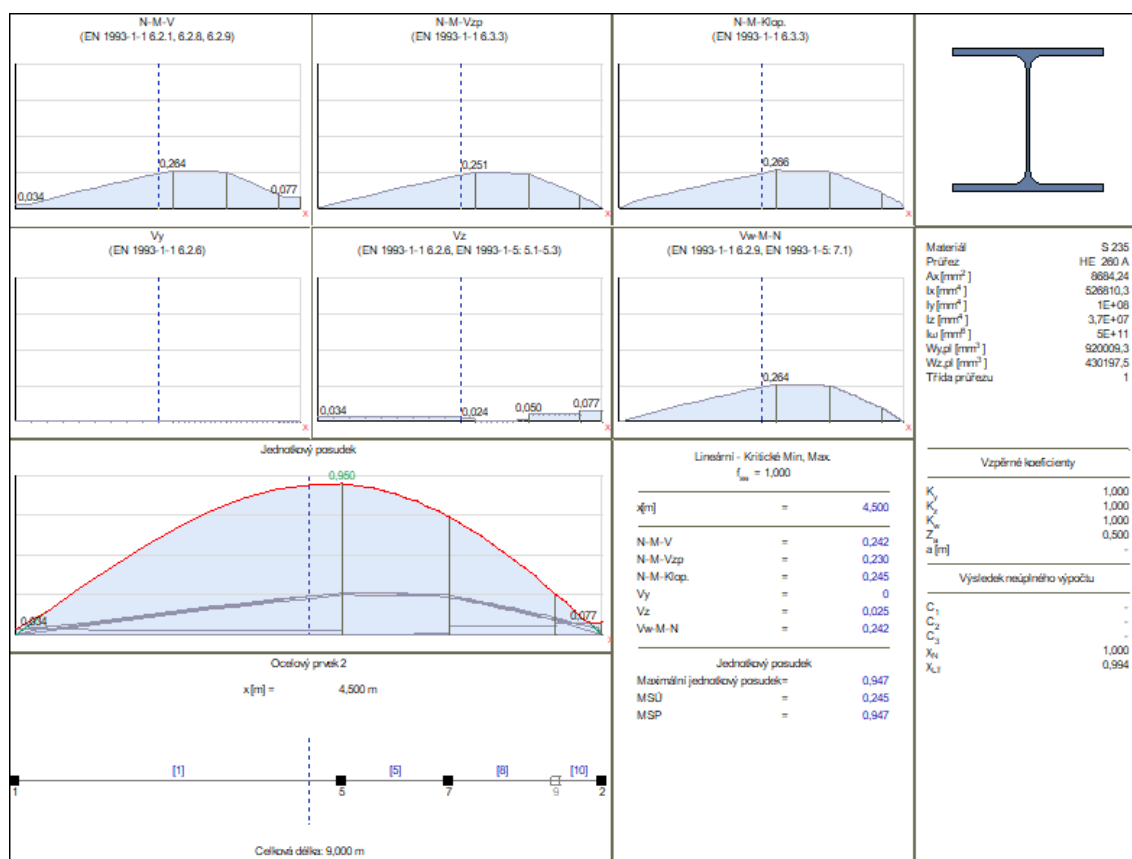 N-M-V
(EN 1993-1-1 6.2.1, 6.2.8, 6.2.9)
0,034
0,264
0,077
x
N-M-Vzp
(EN 1993-1-1 6.3.3)
0,251
x
N-M-Klop.
(EN 1993-1-1 6.3.3)
0,266
x
Vy
(EN 1993-1-1 6.2.6)
x
Vz
(EN 1993-1-1 6.2.6, EN 1993-1-5: 5.1-5.3)
0,034
0,024
0,050
0,077
x
Vw-M-N
(EN 1993-1-1 6.2.9, EN 1993-1-5: 7.1)
0,264
x
Materiál S 235
Průřez HE 260 A
Ax [mm²] 8684,24
Ix [mm⁴] 526810,3
Iy [mm⁴] 1E+08
Iz [mm⁴] 3,7E+07
Iω [mm⁶] 5E+11
Wy,pl [mm³] 920009,3
Wz,pl [mm³] 430197,5
Třída průřezu 1
Jednotkový posudek
0,950
0,034
0,077
Lineární - Kritické Min, Max.
= 1,000
x[m] = 4,500
N-M-V = 0,242
N-M-Vzp = 0,230
N-M-Klop. = 0,245
Vy = 0
Vz = 0,025
Vw-M-N = 0,242
Jednotkový posudek
Maximální jednotkový posudek= 0,947
MSÚ = 0,245
MSP = 0,947
Vzpěrné koeficienty
Ky 1,000
Kz 1,000
Kw 1,000
Za 0,500
a [m] -
Výsledek neúplného výpočtu
C1 -
C2 -
C3 -
χN 1,000
χLT 0,994
Ocelový prvek 2
x [m] = 4,500 m
[1] [5] [8] [10]
1 5 7 9 2
Celková délka: 9,000 m